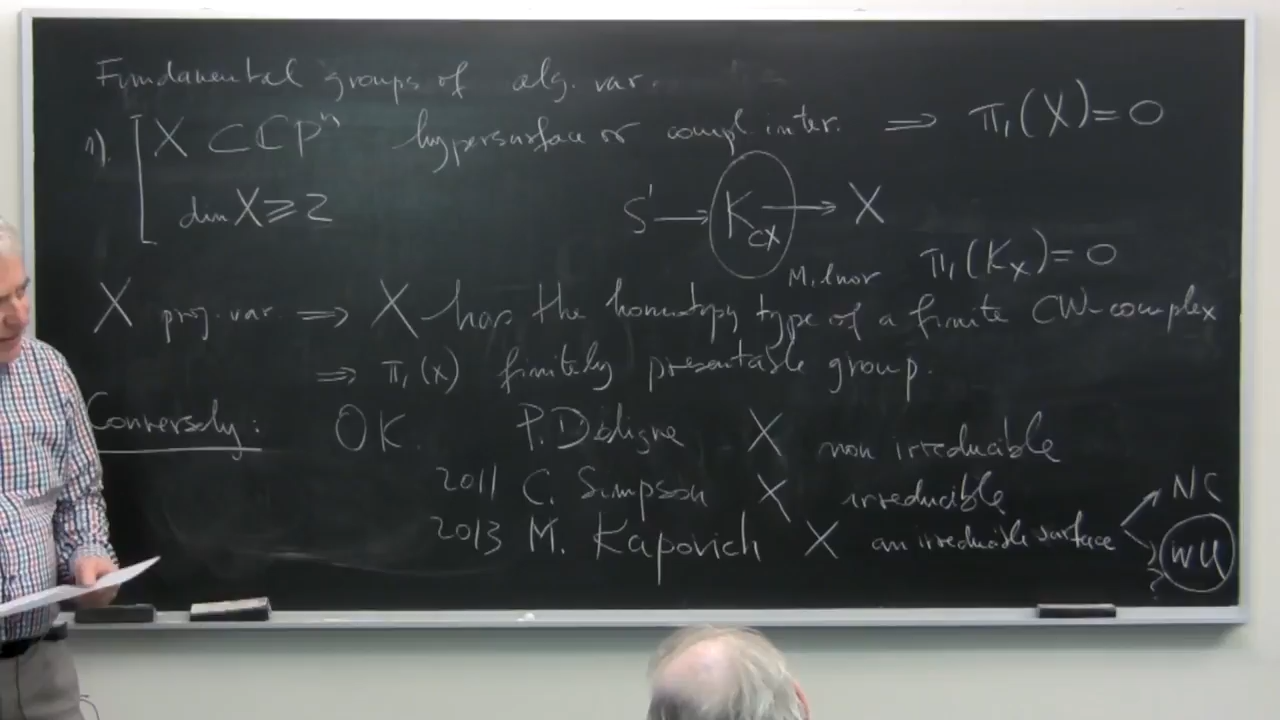 Fundamental groups of alg. var.
1). X ⊂ ℂPⁿ hypersurface or compl. inter. ⟹ π₁(X)=0
dim X ⩾ 2
S¹ → K_CX → X
Milnor π₁(K_X)=0
X proj. var. ⟹ X has the homotopy type of a finite CW-complex
⟹ π₁(X) finitely presentable group.
Conversely: OK. P. Deligne X non irreducible
2011 C. Simpson X irreducible
2013 M. Kapovich X an irreducible surface
NC
WU
?